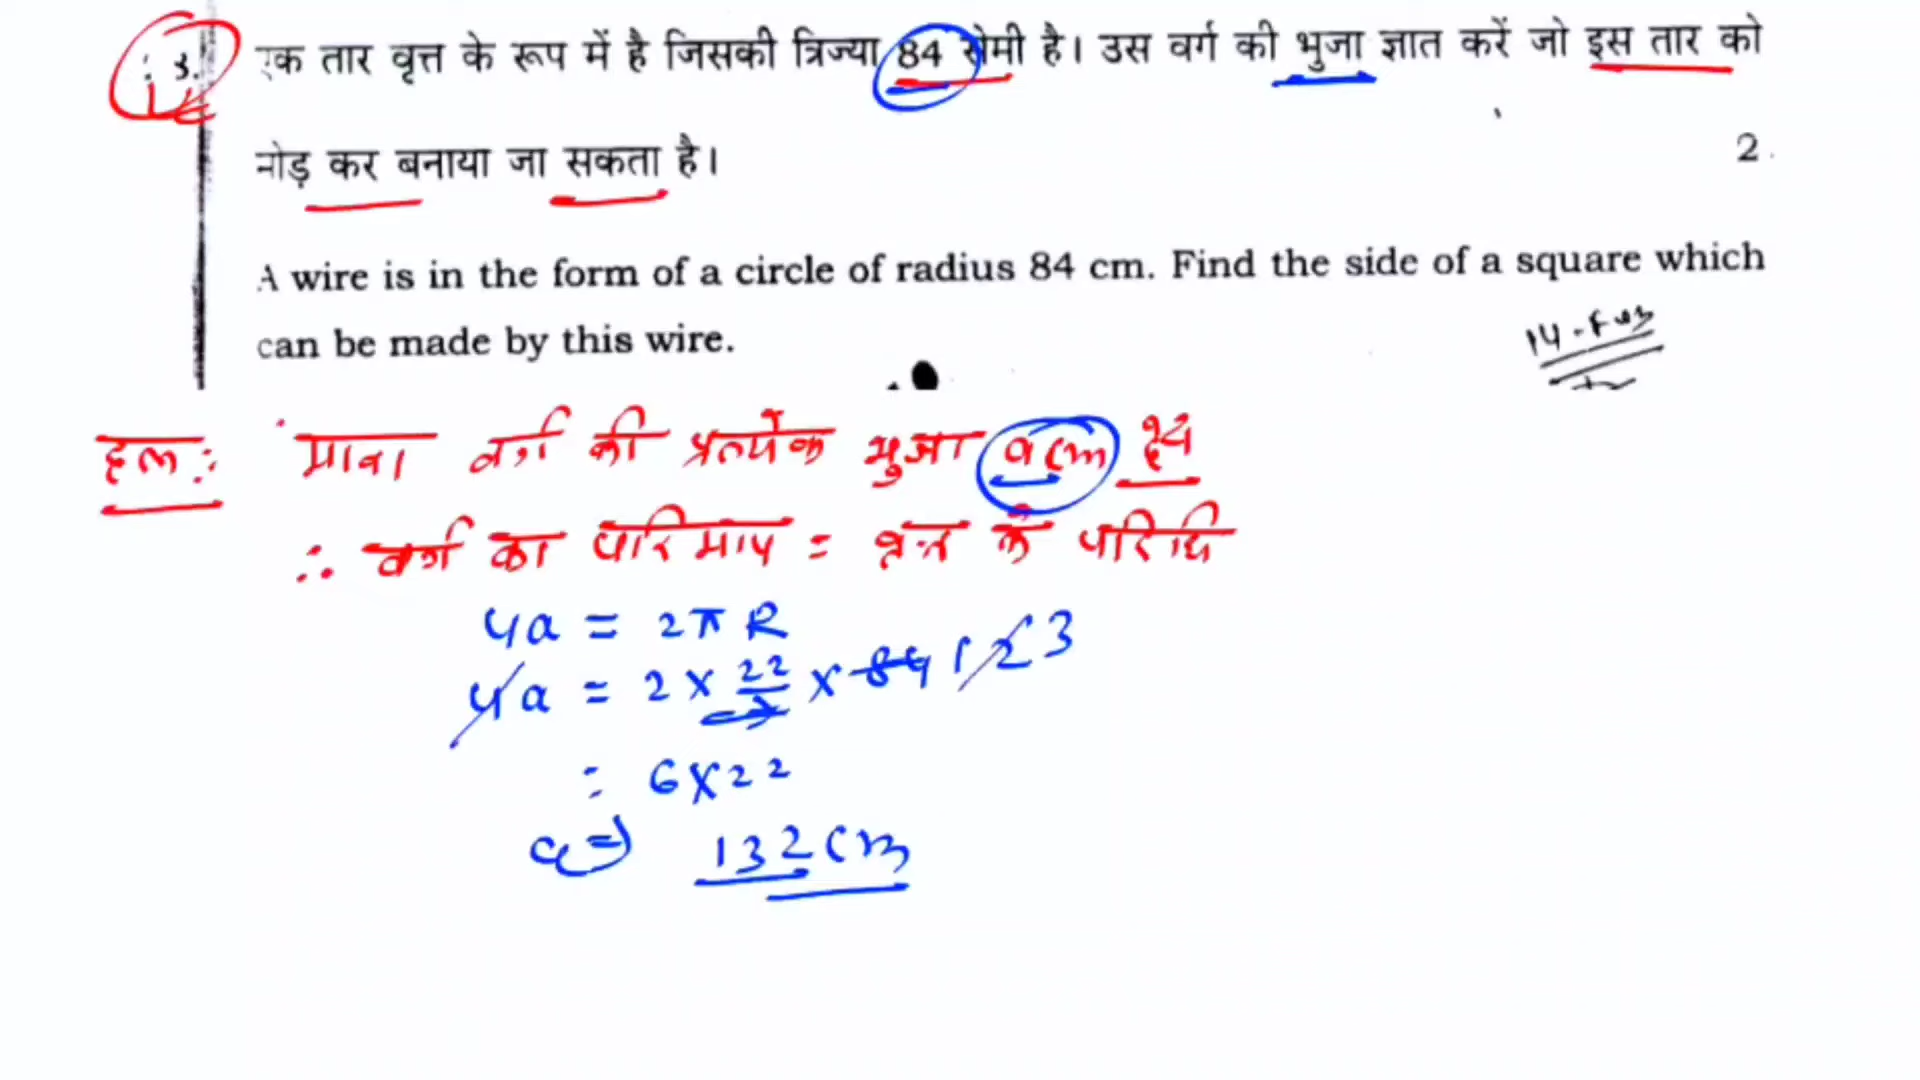 3. एक तार वृत्त के रूप में है जिसकी त्रिज्या 84 सेमी है। उस वर्ग की भुजा ज्ञात करें जो इस तार को
मोड़ कर बनाया जा सकता है। 2
A wire is in the form of a circle of radius 84 cm. Find the side of a square which
can be made by this wire.
हल: माना वर्ग की प्रत्येक भुजा a cm है
∴ वर्ग का परिमाप = वृत्त के परिधि
4a = 2πR
4a = 2 × 22/7 × 84 12 3
= 6×22
a = 132 cm